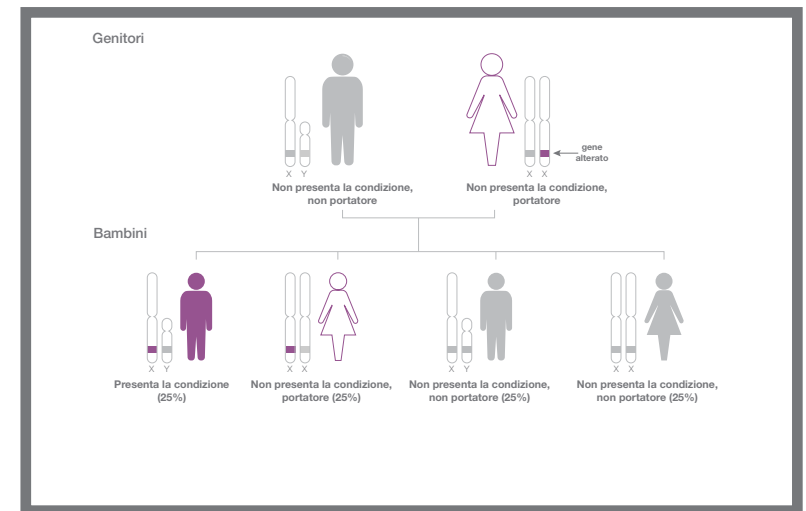 Genitori
gene
alterato
X Y
X X
Non presenta la condizione,
non portatore
Non presenta la condizione,
portatore
Bambini
X Y
X X
X Y
X X
Presenta la condizione
(25%)
Non presenta la condizione,
portatore (25%)
Non presenta la condizione,
non portatore (25%)
Non presenta la condizione,
non portatore (25%)